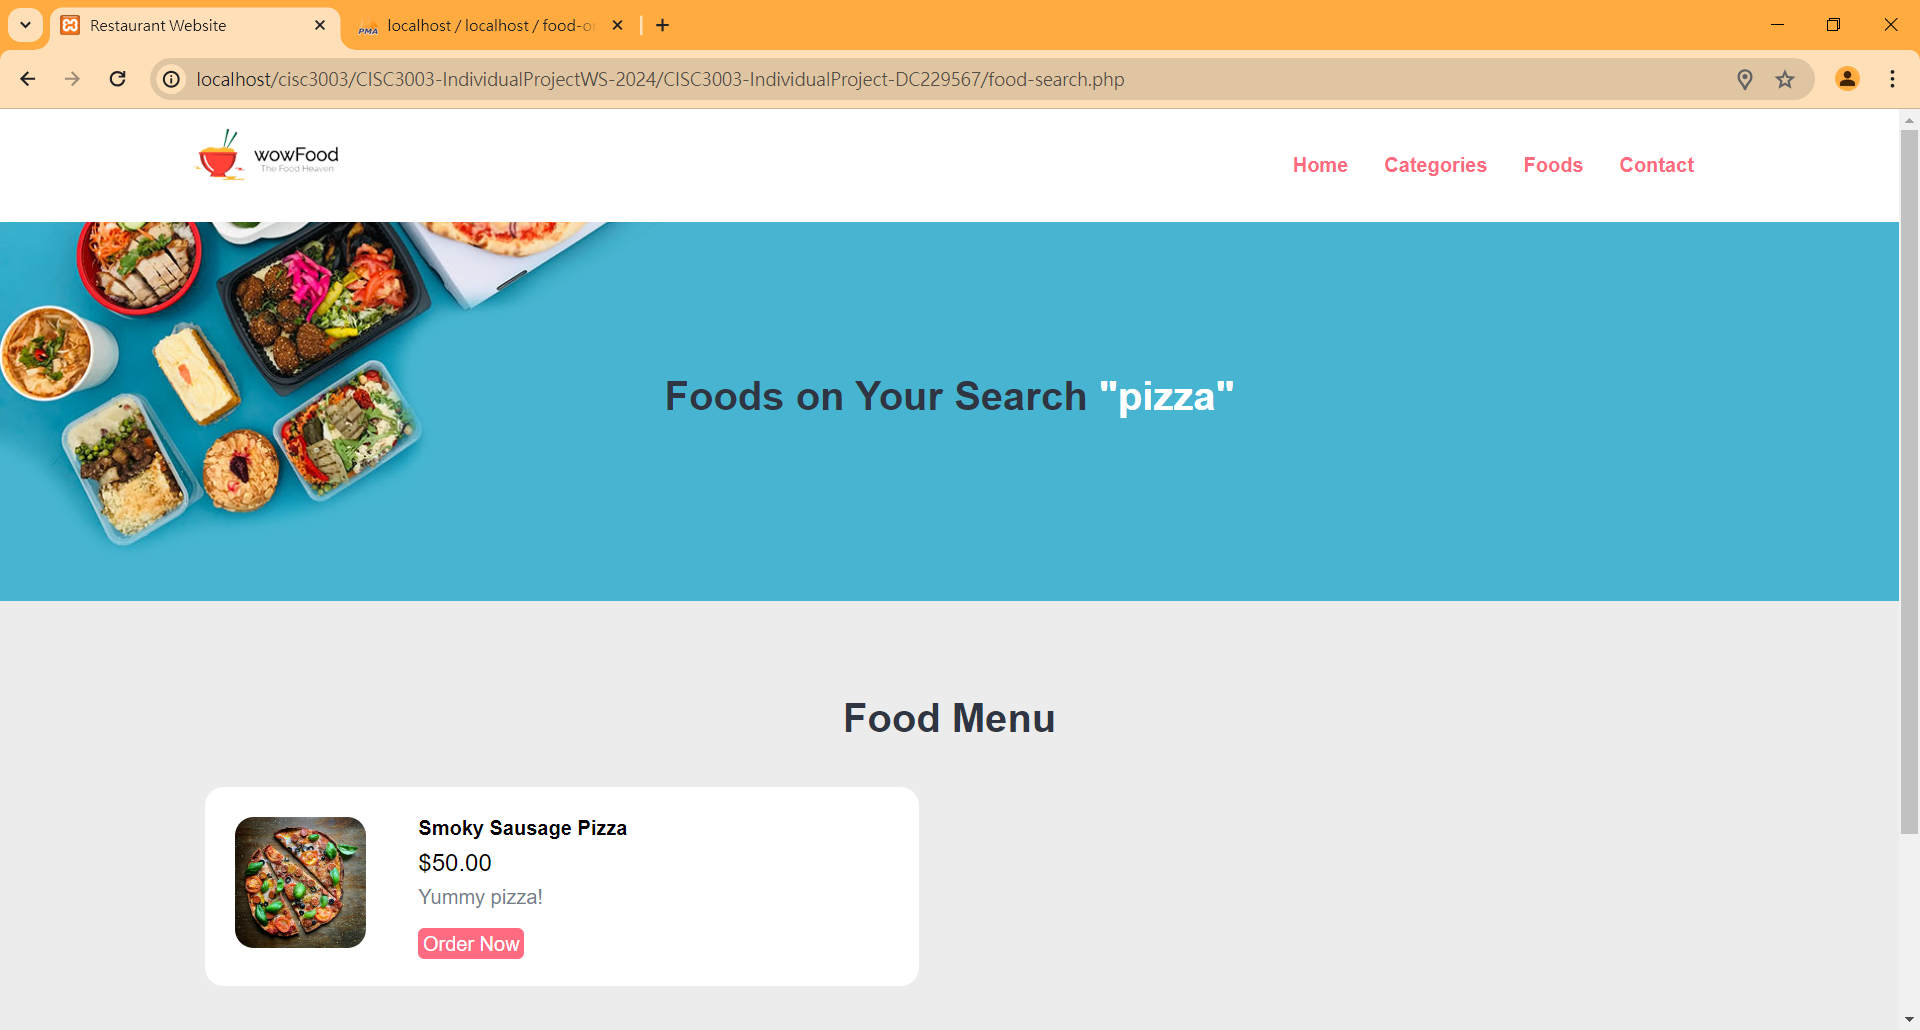 Restaurant Website
PMA localhost / localhost / food-o
localhost/cisc3003/CISC3003-IndividualProjectWS-2024/CISC3003-IndividualProject-DC229567/food-search.php
wowFood
The Food Heaven
Home Categories Foods Contact
Foods on Your Search "pizza"
Food Menu
Smoky Sausage Pizza
$50.00
Yummy pizza!
Order Now